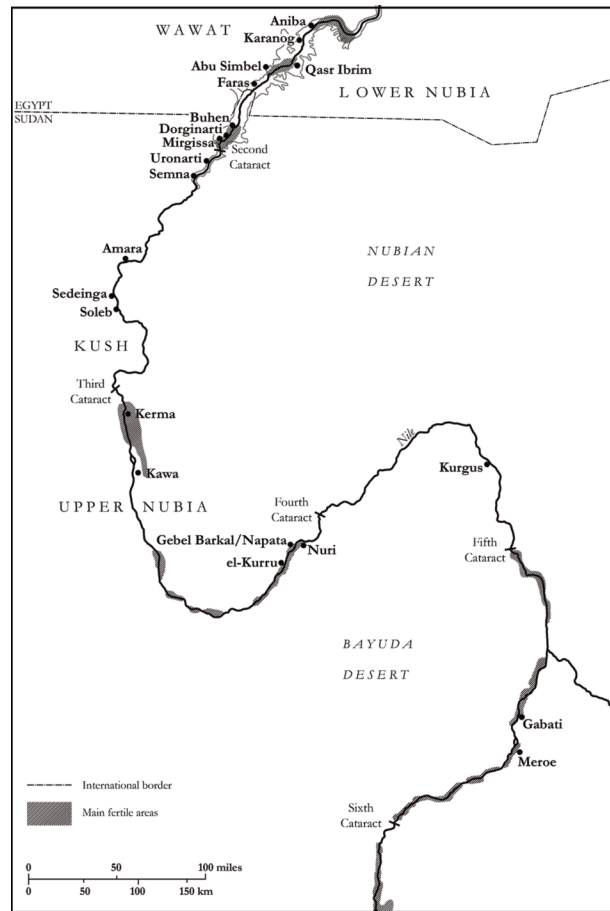 Aniba
WAWAT
Karanog
Abu Simbel
Qasr Ibrim
Faras
LOWER NUBIA
EGYPT
SUDAN
Buhen
Dorginarti
Mirgissa
Second
Cataract
Uronarti
Semna
Amara
NUBIAN
DESERT
Sedeinga
Soleb
KUSH
Third
Cataract
Kerma
Nile
Kurgus
Kawa
UPPER NUBIA
Fourth
Cataract
Gebel Barkal/Napata
Nuri
el-Kurru
Fifth
Cataract
BAYUDA
DESERT
Gabati
Meroe
International border
Main fertile areas
Sixth
Cataract
0 50 100 miles
0 50 100 150 km